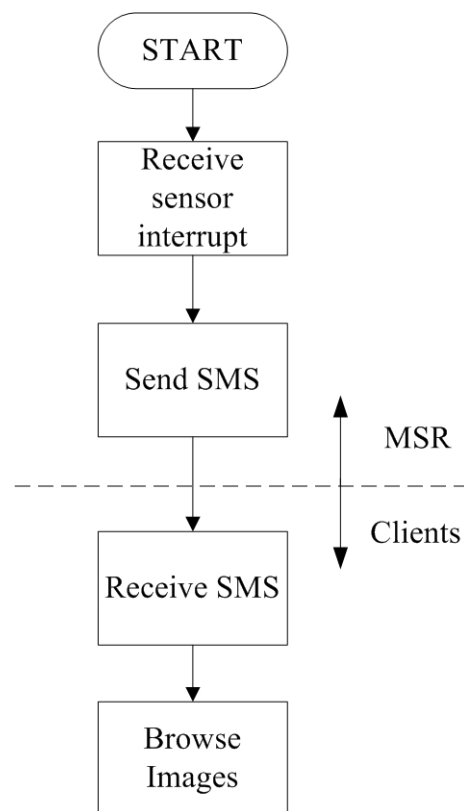 START
Receive
sensor
interrupt
Send SMS
MSR
Clients
Receive SMS
Browse
Images